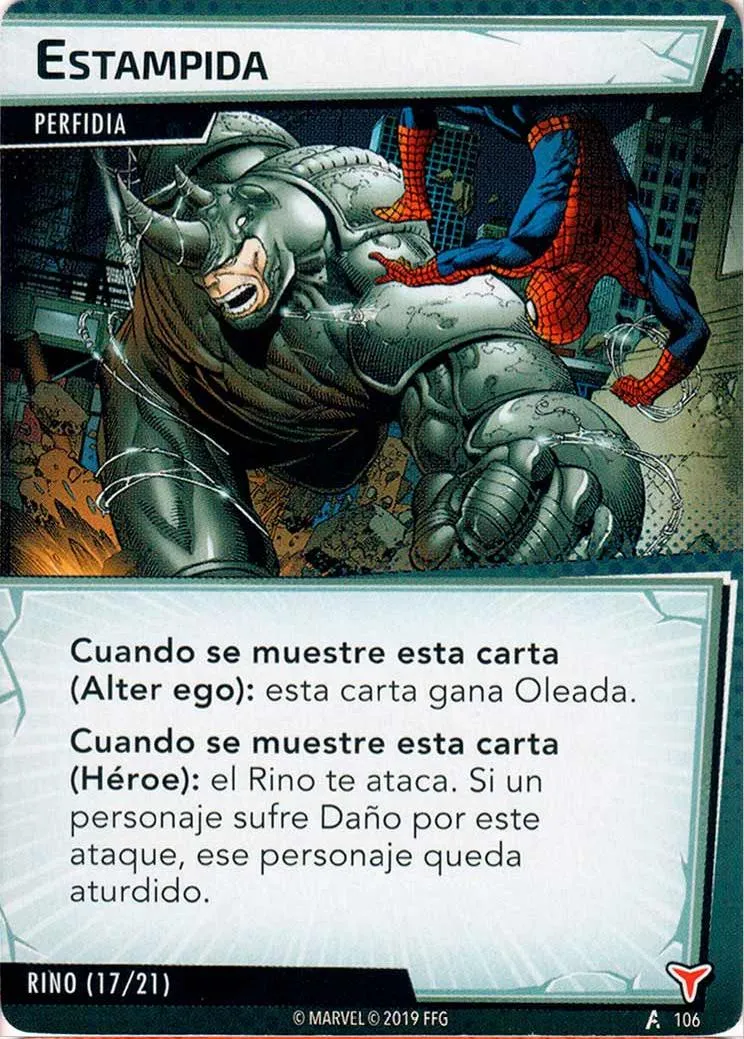 ESTAMPIDA
PERFIDIA
Cuando se muestre esta carta
(Alter ego): esta carta gana Oleada.
Cuando se muestre esta carta
(Héroe): el Rino te ataca. Si un
personaje sufre Daño por este
ataque, ese personaje queda
aturdido.
RINO (17/21)
© MARVEL © 2019 FFG
106